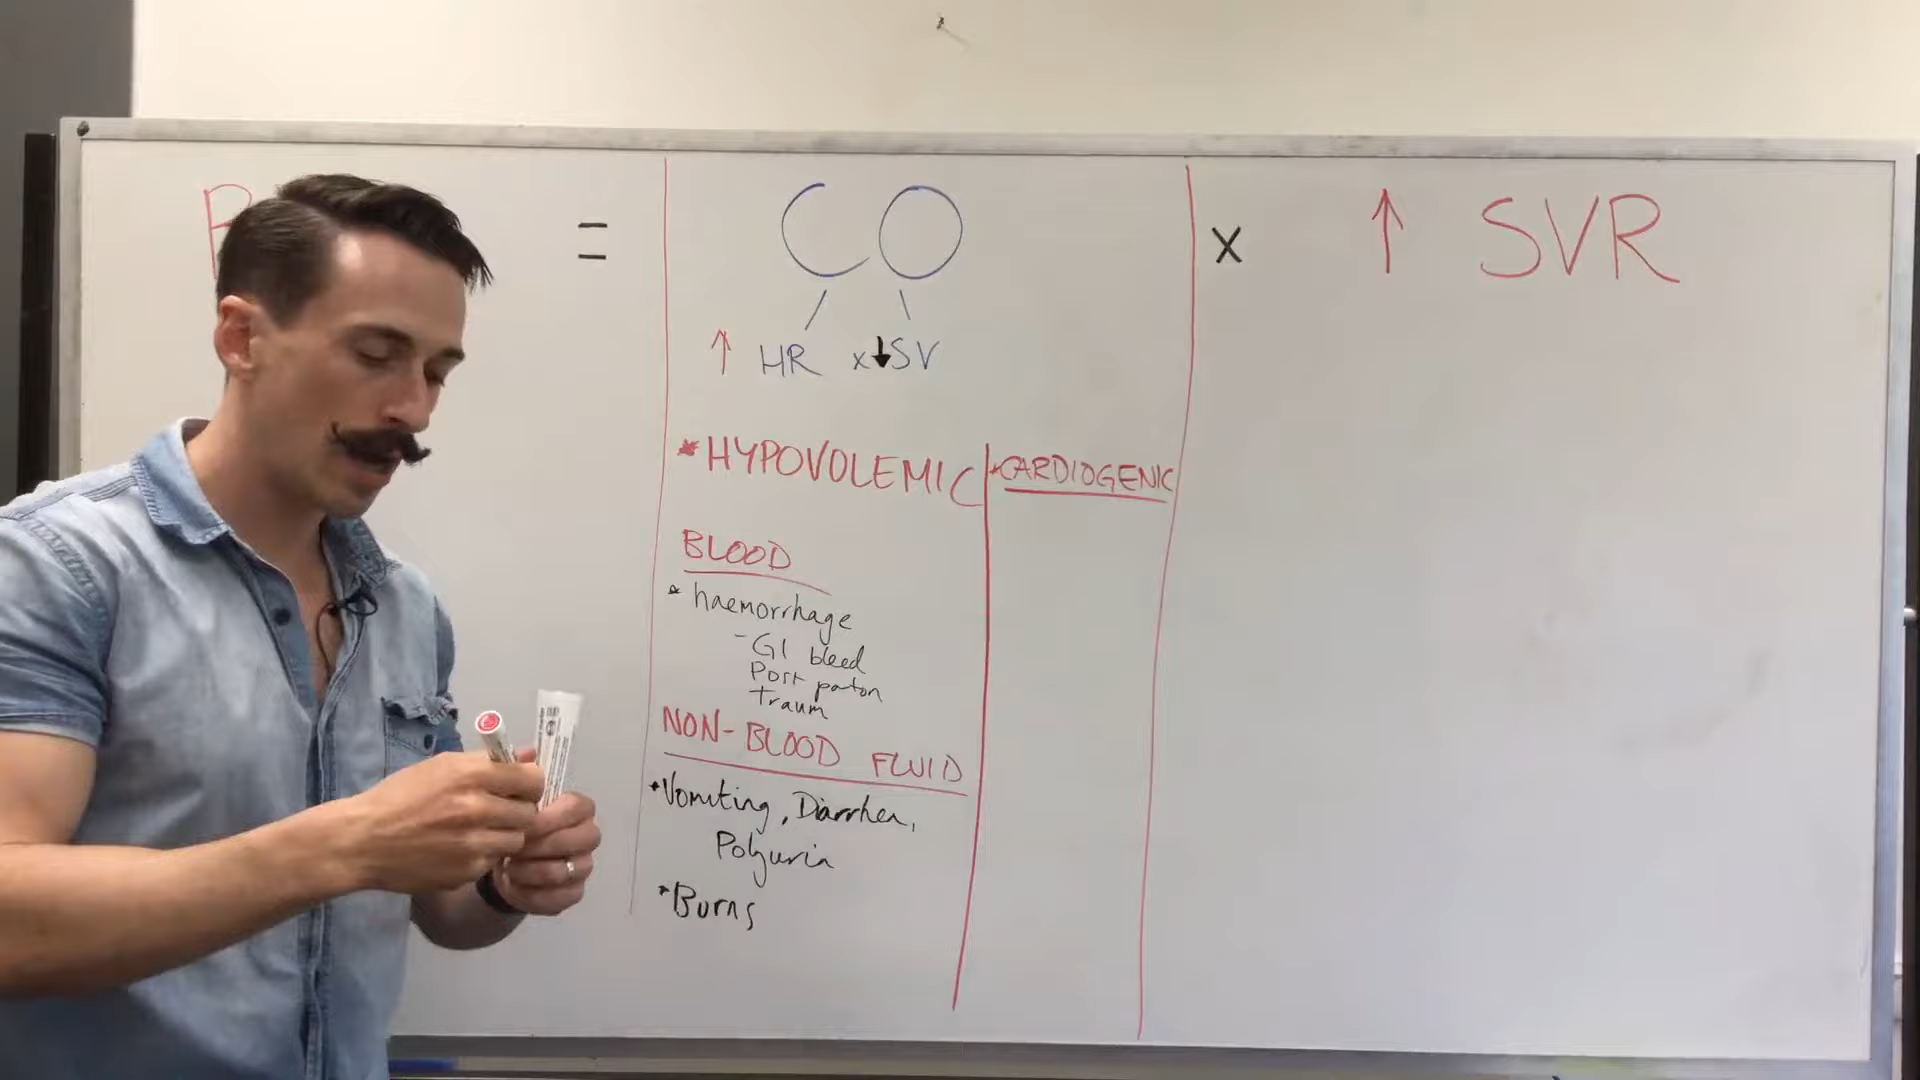 = CO x ↑ SVR
↑ HR x ↓ SV
* HYPOVOLEMIC
BLOOD
* haemorrhage
- GI bleed
Post paton
Traum
NON-BLOOD FLUID
* Vomiting, Diarrhea,
Polyuria
* Burns
* CARDIOGENIC